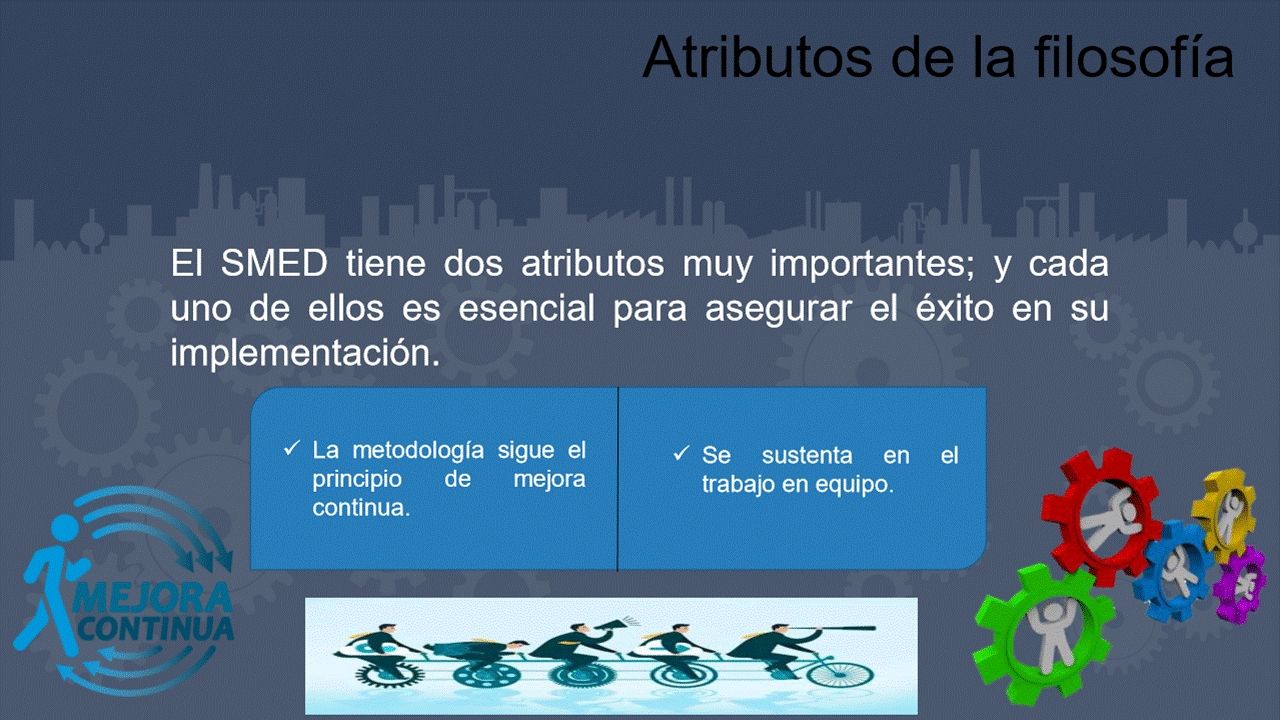 Atributos de la filosofía
El SMED tiene dos atributos muy importantes; y cada
uno de ellos es esencial para asegurar el éxito en su
implementación.
✓ La metodología sigue el
principio de mejora
continua.
✓ Se sustenta en el
trabajo en equipo.
MEJORA
CONTINUA